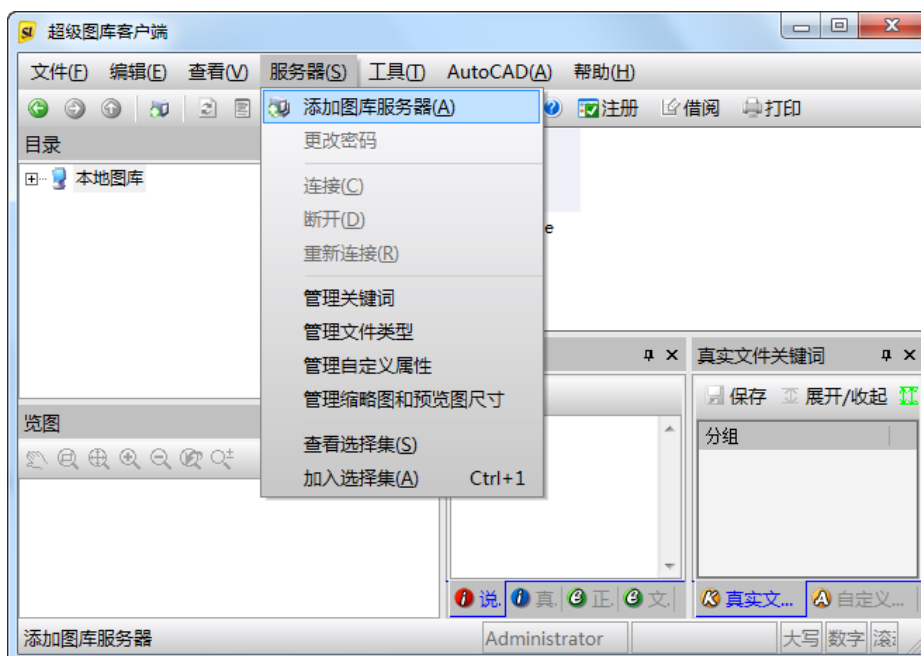 SL 超级图库客户端
文件(F) 编辑(E) 查看(V) 服务器(S) 工具(T) AutoCAD(A) 帮助(H)
添加图库服务器(A)
注册 借阅 打印
目录
更改密码
本地图库
连接(C)
断开(D)
e
重新连接(R)
管理关键词
管理文件类型
真实文件关键词
管理自定义属性
管理缩略图和预览图尺寸
保存 展开/收起
览图
分组
查看选择集(S)
加入选择集(A) Ctrl+1
说. 真. 正. 文. 真实文... 自定义...
添加图库服务器 Administrator 大写 数字